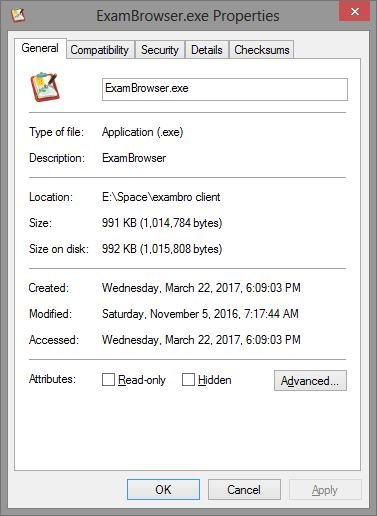 ExamBrowser.exe Properties
General Compatibility Security Details Checksums
ExamBrowser.exe
Type of file: Application (.exe)
Description: ExamBrowser
Location: E:\Space\exambro client
Size: 991 KB (1,014,784 bytes)
Size on disk: 992 KB (1,015,808 bytes)
Created: Wednesday, March 22, 2017, 6:09:03 PM
Modified: Saturday, November 5, 2016, 7:17:44 AM
Accessed: Wednesday, March 22, 2017, 6:09:03 PM
Attributes: Read-only Hidden Advanced...
OK Cancel Apply